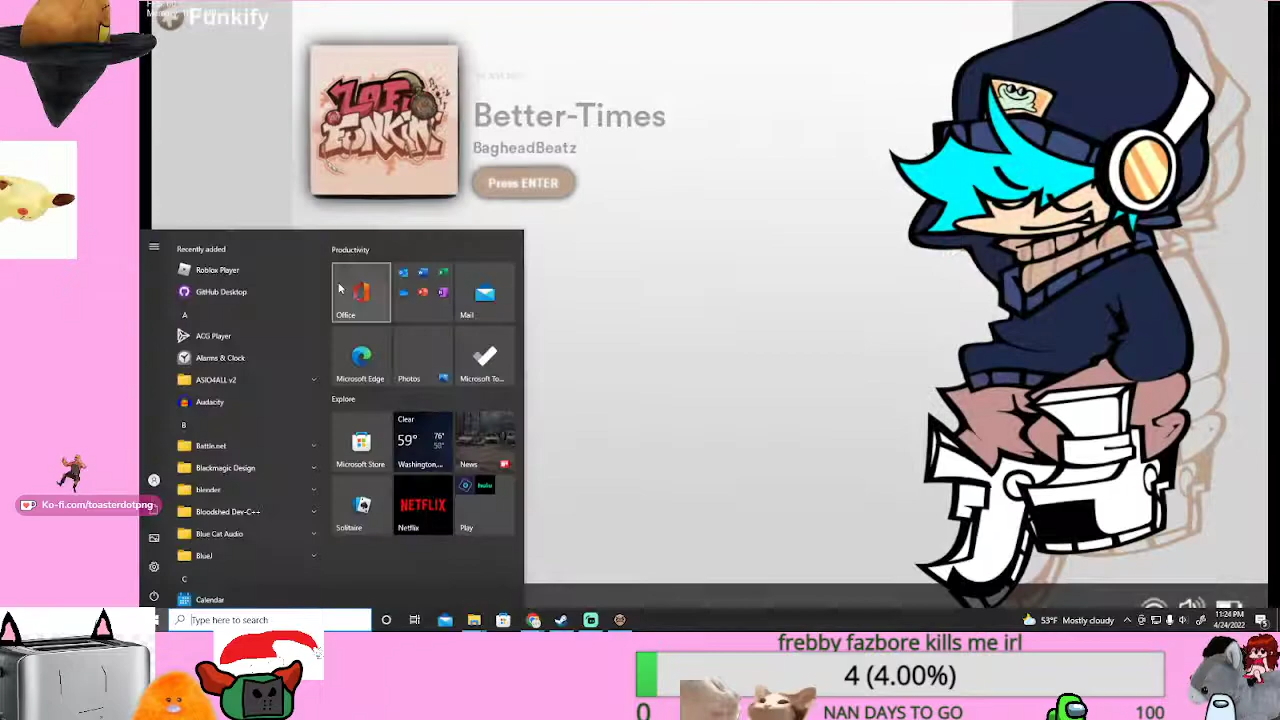 Funkify
LOFI
FUNKIN'
Better-Times
BagheadBeatz
Press ENTER
Recently added
Roblox Player
GitHub Desktop
A
ACG Player
Alarms & Clock
ASIO4ALL v2
Audacity
B
Battle.net
Blackmagic Design
blender
Bloodshed Dev-C++
Blue Cat Audio
BlueJ
C
Calendar
Productivity
Office
Mail
Microsoft Edge
Photos
Microsoft To...
Explore
Microsoft Store
Clear
59°
76°
50°
Washington,...
News
Solitaire
NETFLIX
Netflix
hulu
Play
Ko-fi.com/toasterdotpng
Type here to search
53°F Mostly cloudy
11:24 PM
4/24/2022
frebby fazbore kills me irl
4 (4.00%)
0
NAN DAYS TO GO
100